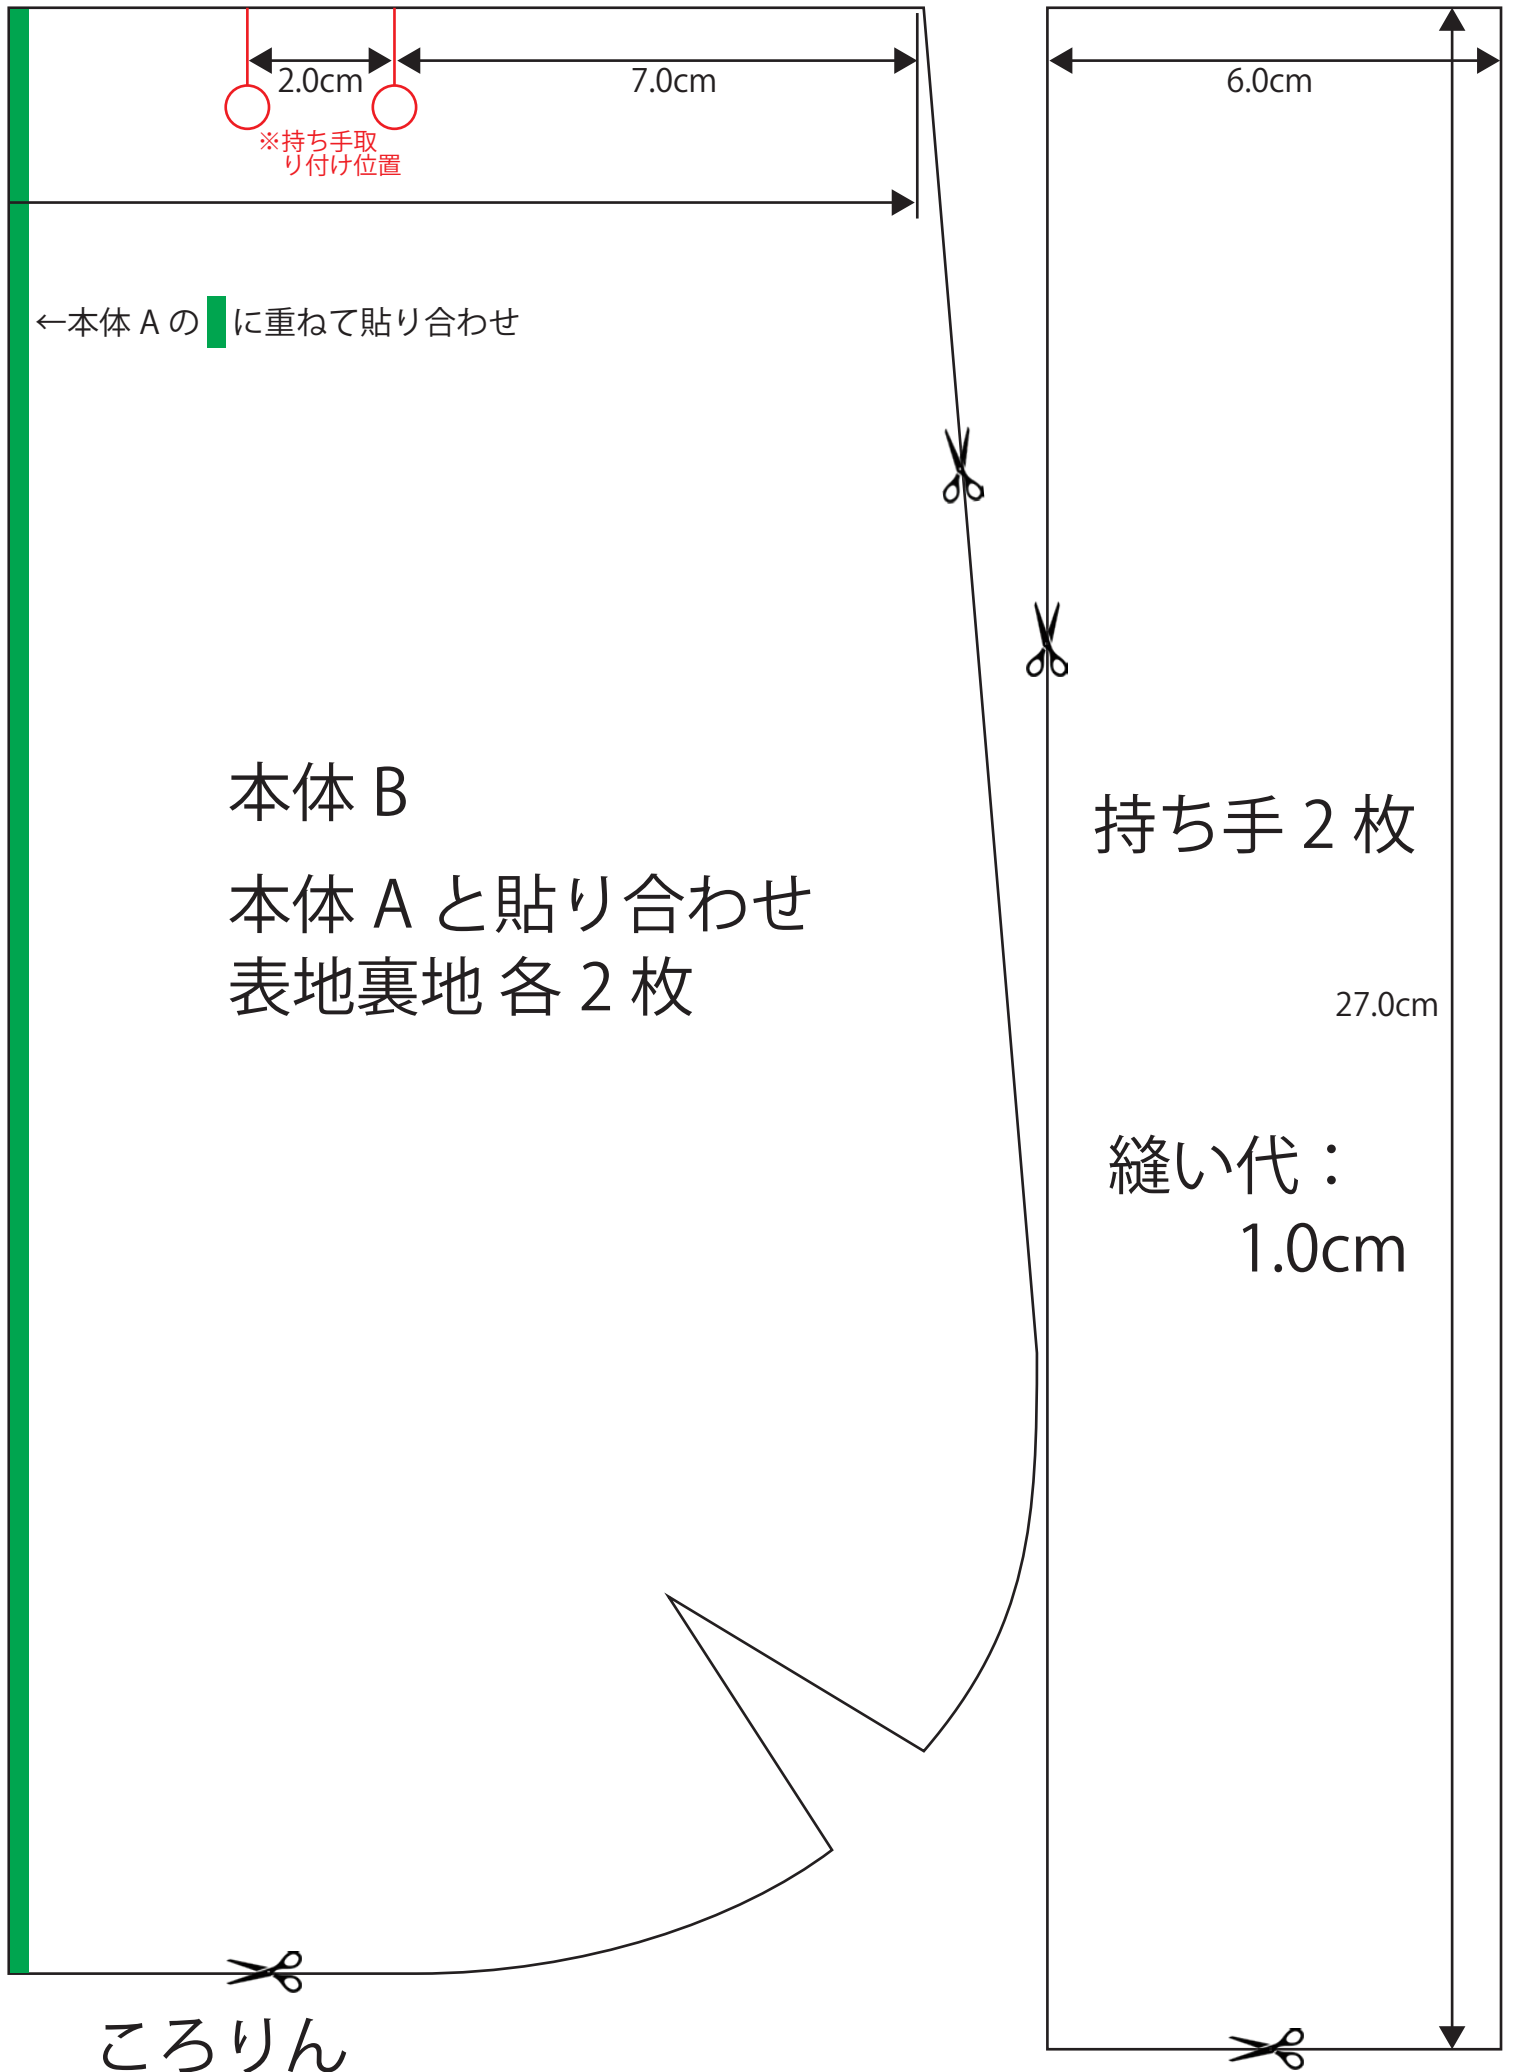 2.0cm
7.0cm
6.0cm
※持ち手取
り付け位置
←本体 A の に重ねて貼り合わせ
本体 B
本体 A と貼り合わせ
表地裏地 各 2 枚
持ち手 2 枚
27.0cm
縫い代：
1.0cm
ころりん